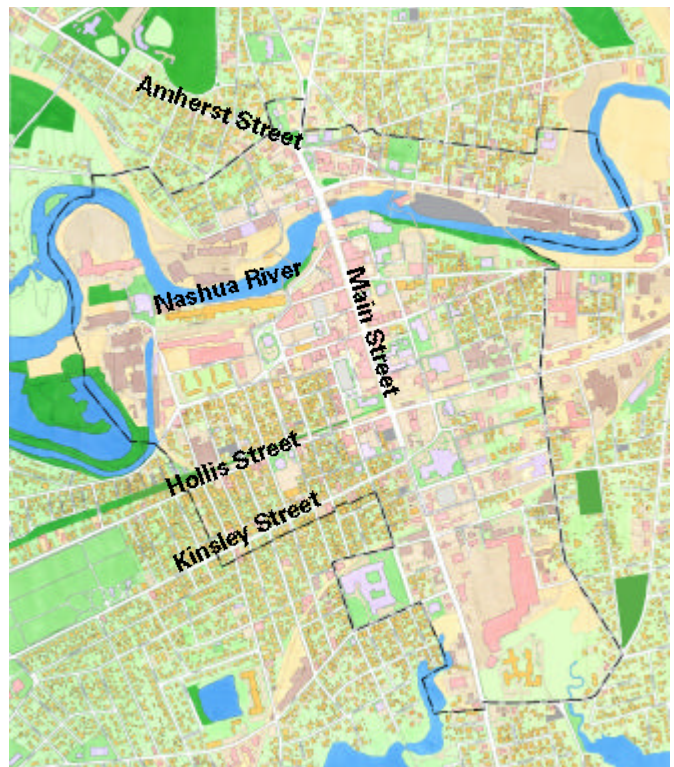 Amherst Street
Nashua River
Main Street
Hollis Street
Kinsley Street